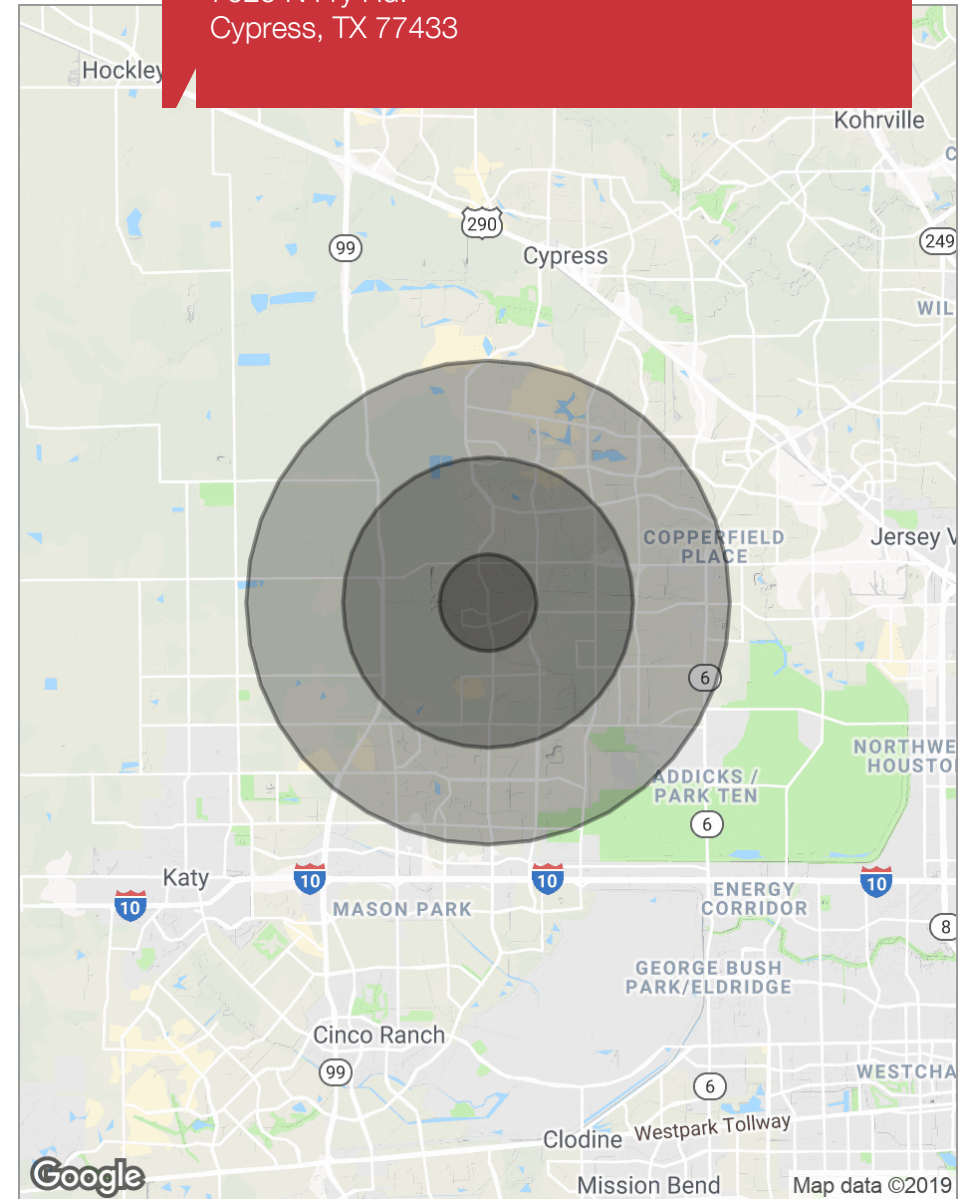 Cypress, TX 77433
Hockley
Kohrville
290
99
249
Cypress
WIL
COPPERFIELD
PLACE
Jersey V
6
NORTHWE
HOUSTO
ADDICKS /
PARK TEN
6
Katy
10
10
10
10
MASON PARK
ENERGY
CORRIDOR
8
GEORGE BUSH
PARK/ELDRIDGE
Cinco Ranch
99
WESTCHA
6
Clodine
Westpark Tollway
Google
Mission Bend
Map data ©2019